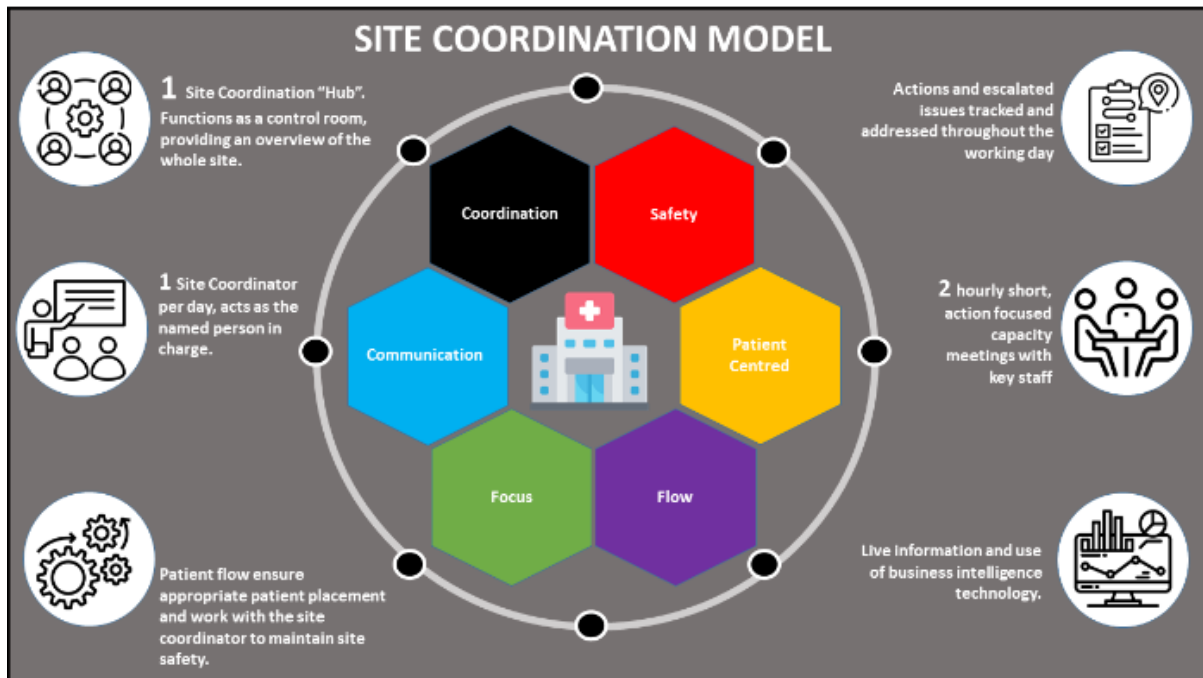 SITE COORDINATION MODEL
1 Site Coordination "Hub".
Functions as a control room,
providing an overview of the
whole site.
1 Site Coordinator
per day, acts as the
named person in
charge.
Patient flow ensure
appropriate patient placement
and work with the site
coordinator to maintain site
safety.
Coordination
Safety
Communication
Patient
Centred
Focus
Flow
Actions and escalated
issues tracked and
addressed throughout the
working day
2 hourly short,
action focused
capacity
meetings with
key staff
Live information and use
of business intelligence
technology.